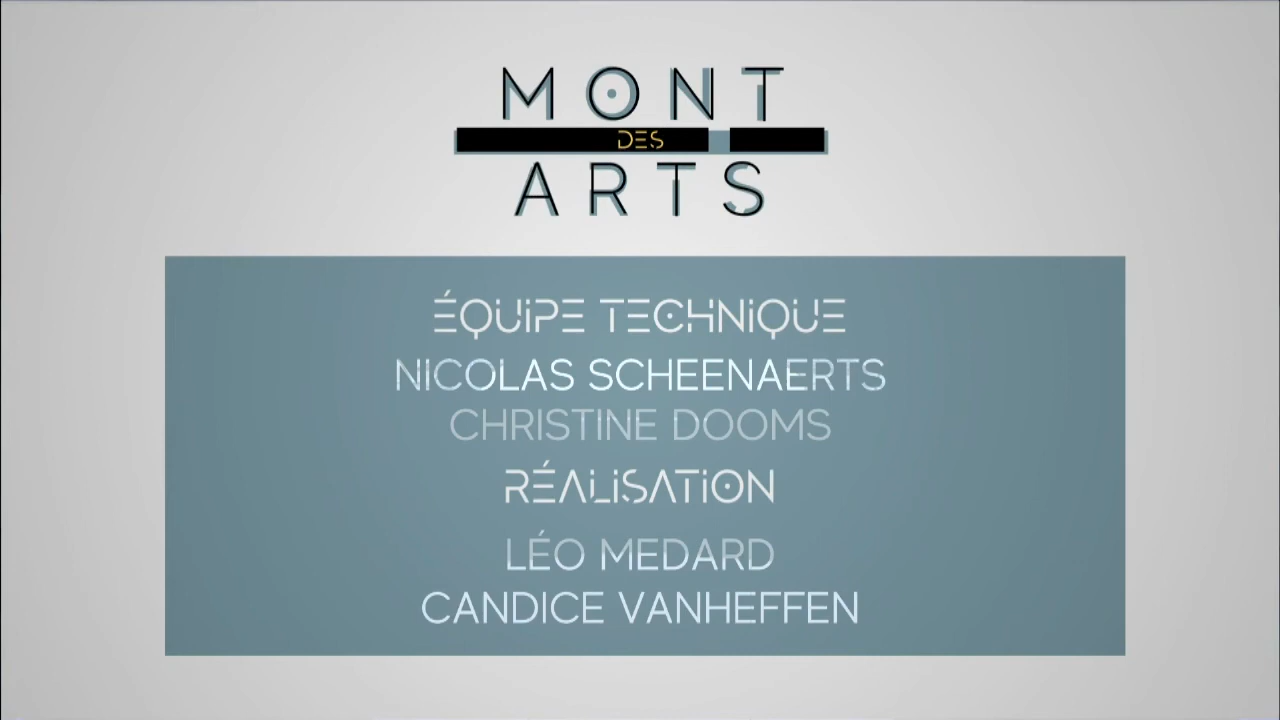 MONT
DES
ARTS
ÉQUiPE TECHNiQUE
NICOLAS SCHEENAERTS
CHRISTINE DOOMS
RÉALiSATiON
LÉO MEDARD
CANDICE VANHEFFEN